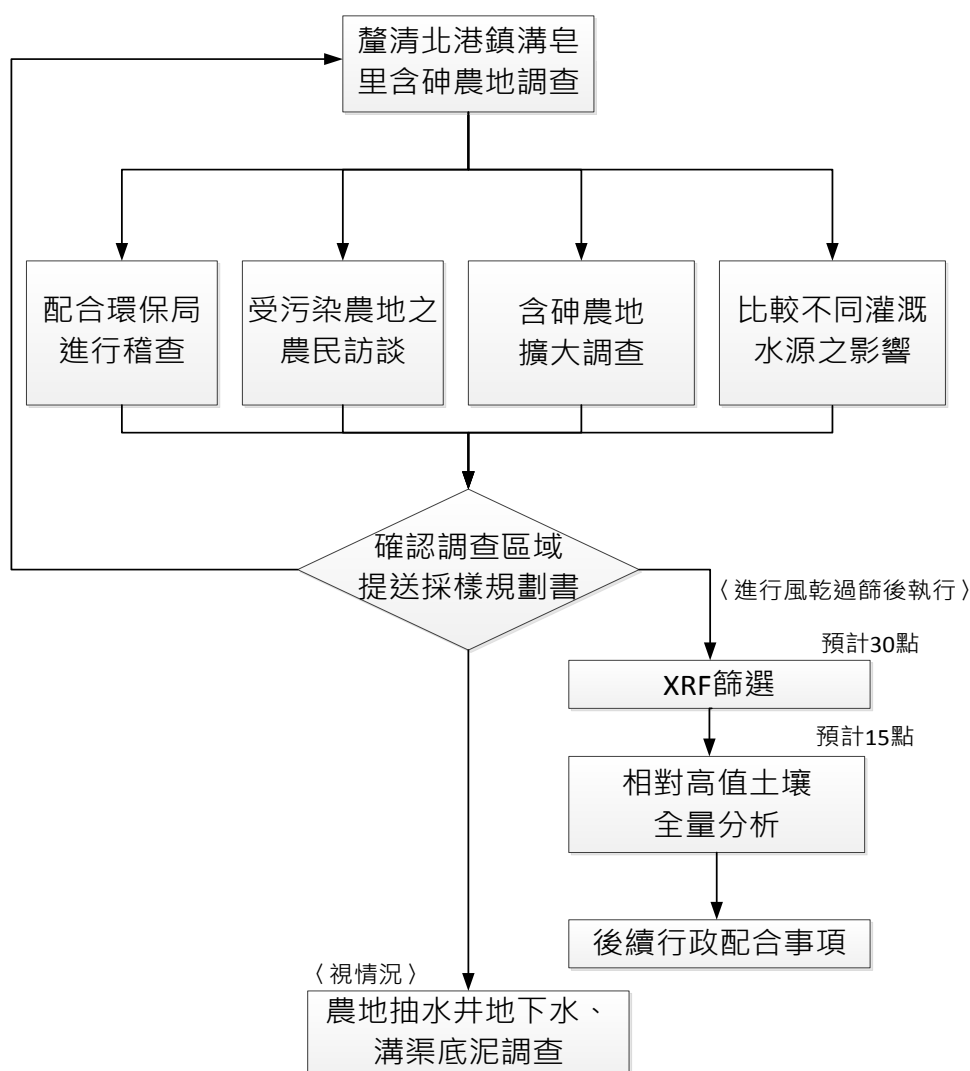 釐清北港鎮溝皂
里含砷農地調查
配合環保局
進行稽查
受污染農地之
農民訪談
含砷農地
擴大調查
比較不同灌溉
水源之影響
確認調查區域
提送採樣規劃書
〈進行風乾過篩後執行〉
預計30點
XRF篩選
預計15點
相對高值土壤
全量分析
後續行政配合事項
〈視情況〉
農地抽水井地下水、
溝渠底泥調查